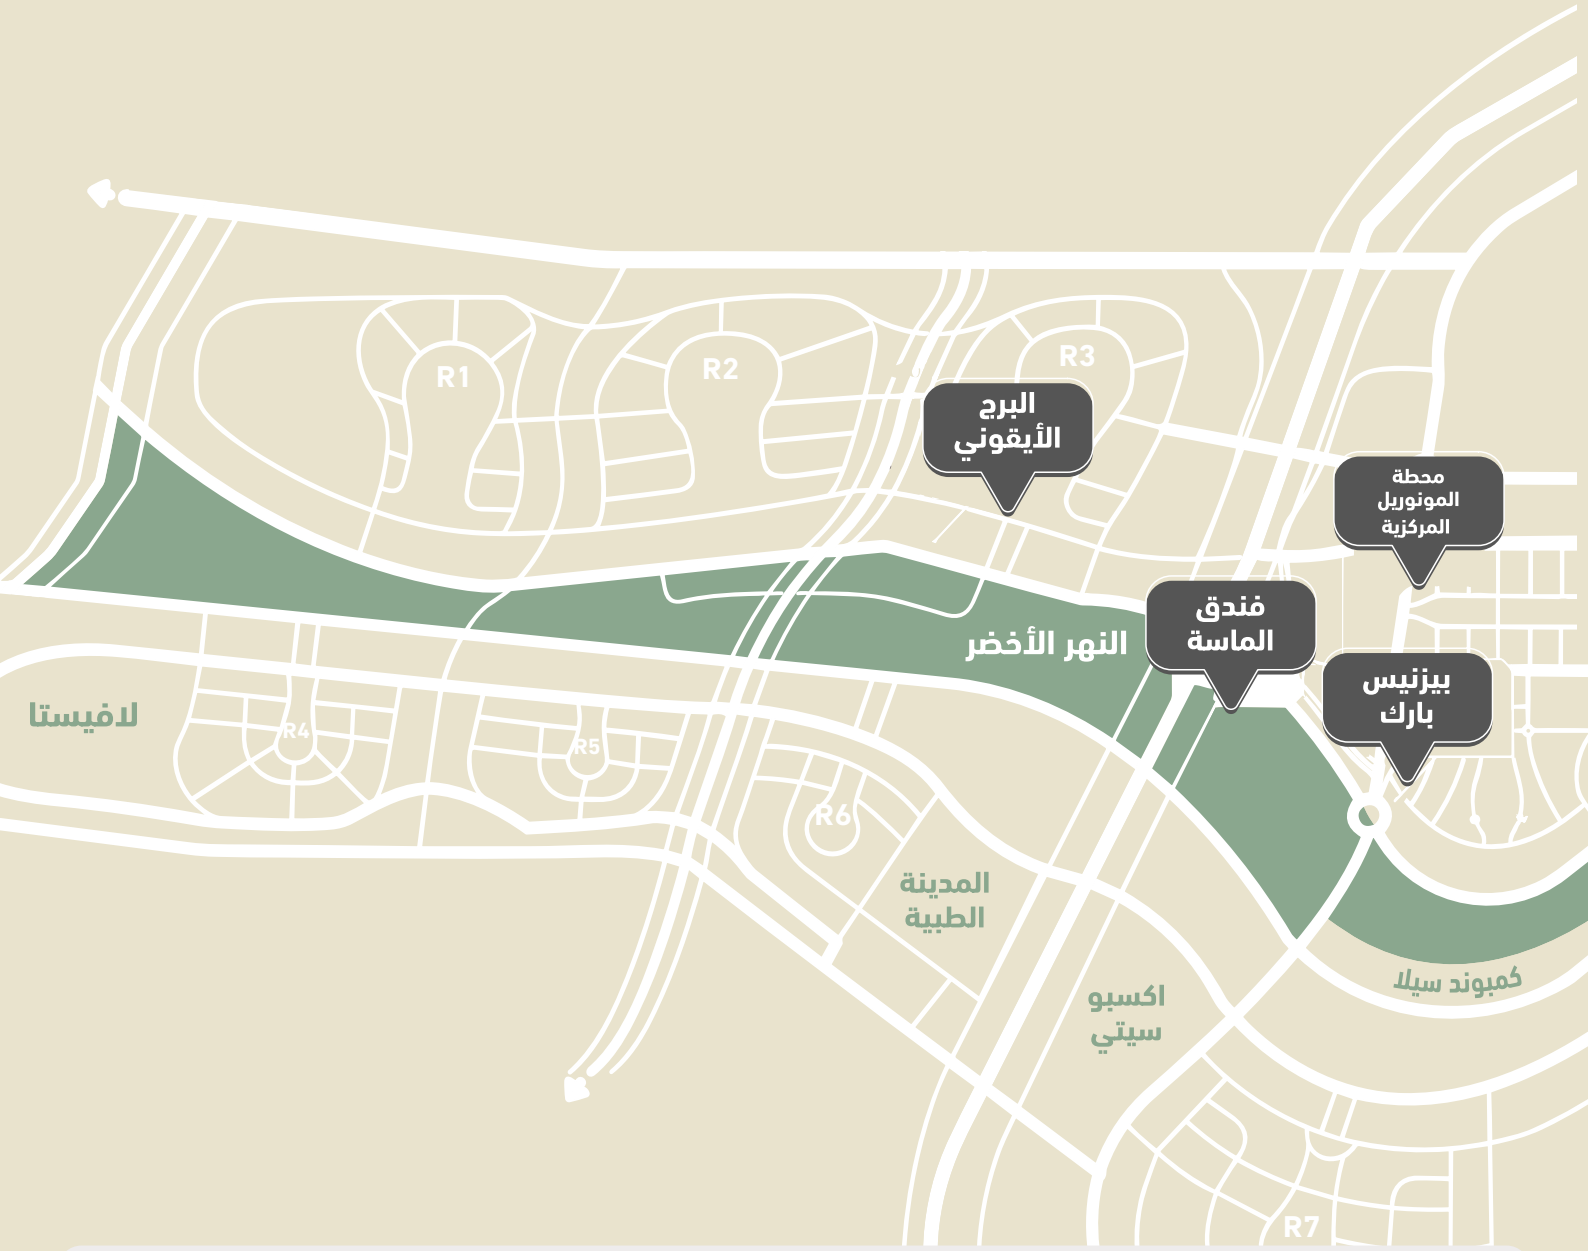 R1
R2
R3
البرج
الأيقوني
محطة
المونوريل
المركزية
فندق
الماسة
النهر الأخضر
بيزنيس
بارك
لافيستا
R4
R5
R6
المدينة
الطبية
كمبوند سيلا
اكسبو
سيتي
R7